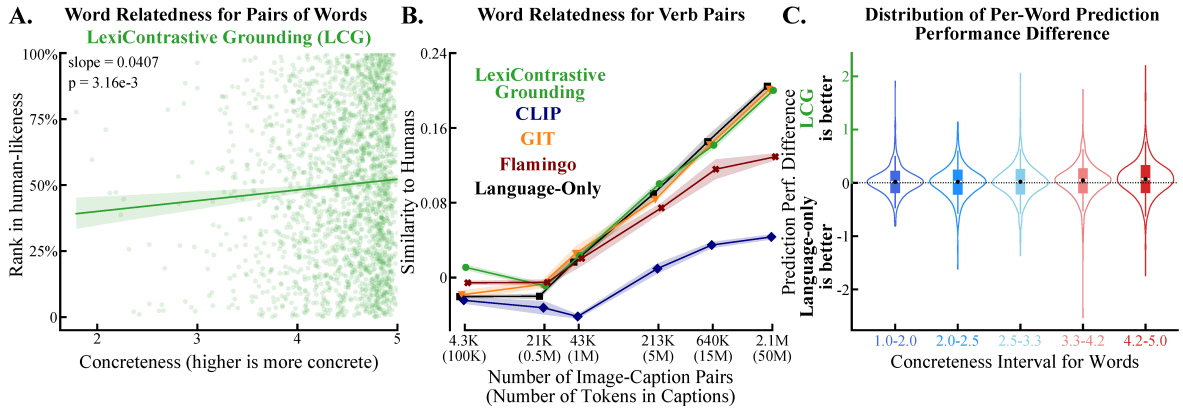 A.
Word Relatedness for Pairs of Words
LexiContrastive Grounding (LCG)
slope = 0.0407
p = 3.16e-3
Rank in human-likeness
100%
75%
50%
25%
0%
2
3
4
5
Concreteness (higher is more concrete)
B.
Word Relatedness for Verb Pairs
Similarity to Humans
0.24
0.16
0.08
0
LexiContrastive
Grounding
CLIP
GIT
Flamingo
Language-Only
4.3K 21K 43K 213K 640K 2.1M
(100K) (0.5M) (1M) (5M) (15M) (50M)
Number of Image-Caption Pairs
(Number of Tokens in Captions)
C.
Distribution of Per-Word Prediction
Performance Difference
Prediction Perf. Difference
LCG
is better
Language-only
is better
2
1
0
-1
-2
1.0-2.0 2.0-2.5 2.5-3.3 3.3-4.2 4.2-5.0
Concreteness Interval for Words